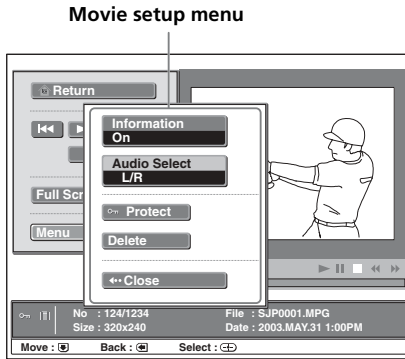 Movie setup menu
Return
Information
On
Audio Select
L/R
Full Scr
Protect
Menu
Delete
Close
No : 124/1234 File : SJP0001.MPG
Size : 320x240 Date : 2003.MAY.31 1:00PM
Move : Back : Select :